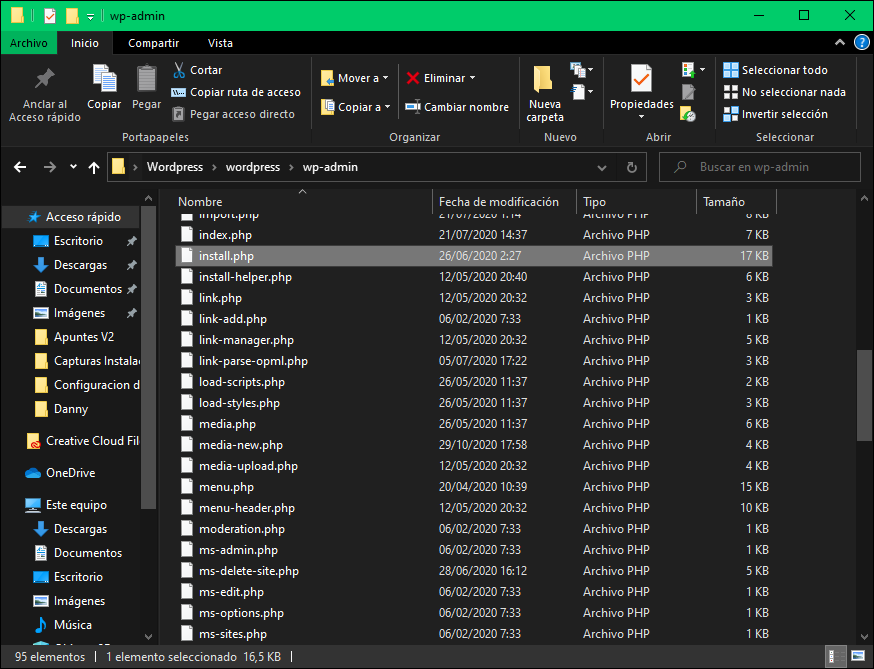 wp-admin
Archivo Inicio Compartir Vista
Anclar al Acceso rápido
Copiar
Pegar
Cortar
Copiar ruta de acceso
Pegar acceso directo
Portapapeles
Mover a
Copiar a
Eliminar
Cambiar nombre
Organizar
Nueva carpeta
Nuevo
Propiedades
Abrir
Seleccionar todo
No seleccionar nada
Invertir selección
Seleccionar
Wordpress › wordpress › wp-admin
Buscar en wp-admin
Acceso rápido
Escritorio
Descargas
Documentos
Imágenes
Apuntes V2
Capturas Instala
Configuracion d
Danny
Creative Cloud Fil
OneDrive
Este equipo
Descargas
Documentos
Escritorio
Imágenes
Música
Nombre Fecha de modificación Tipo Tamaño
import.php 21/07/2020 1:14 Archivo PHP 8 KB
index.php 21/07/2020 14:37 Archivo PHP 7 KB
install.php 26/06/2020 2:27 Archivo PHP 17 KB
install-helper.php 12/05/2020 20:40 Archivo PHP 6 KB
link.php 12/05/2020 20:32 Archivo PHP 3 KB
link-add.php 06/02/2020 7:33 Archivo PHP 1 KB
link-manager.php 12/05/2020 20:32 Archivo PHP 5 KB
link-parse-opml.php 05/07/2020 17:22 Archivo PHP 3 KB
load-scripts.php 26/05/2020 11:37 Archivo PHP 2 KB
load-styles.php 26/05/2020 11:37 Archivo PHP 3 KB
media.php 26/05/2020 11:37 Archivo PHP 6 KB
media-new.php 29/10/2020 17:58 Archivo PHP 4 KB
media-upload.php 12/05/2020 20:32 Archivo PHP 4 KB
menu.php 20/04/2020 10:39 Archivo PHP 15 KB
menu-header.php 12/05/2020 20:32 Archivo PHP 10 KB
moderation.php 06/02/2020 7:33 Archivo PHP 1 KB
ms-admin.php 06/02/2020 7:33 Archivo PHP 1 KB
ms-delete-site.php 28/06/2020 16:12 Archivo PHP 5 KB
ms-edit.php 06/02/2020 7:33 Archivo PHP 1 KB
ms-options.php 06/02/2020 7:33 Archivo PHP 1 KB
ms-sites.php 06/02/2020 7:33 Archivo PHP 1 KB
95 elementos 1 elemento seleccionado 16,5 KB